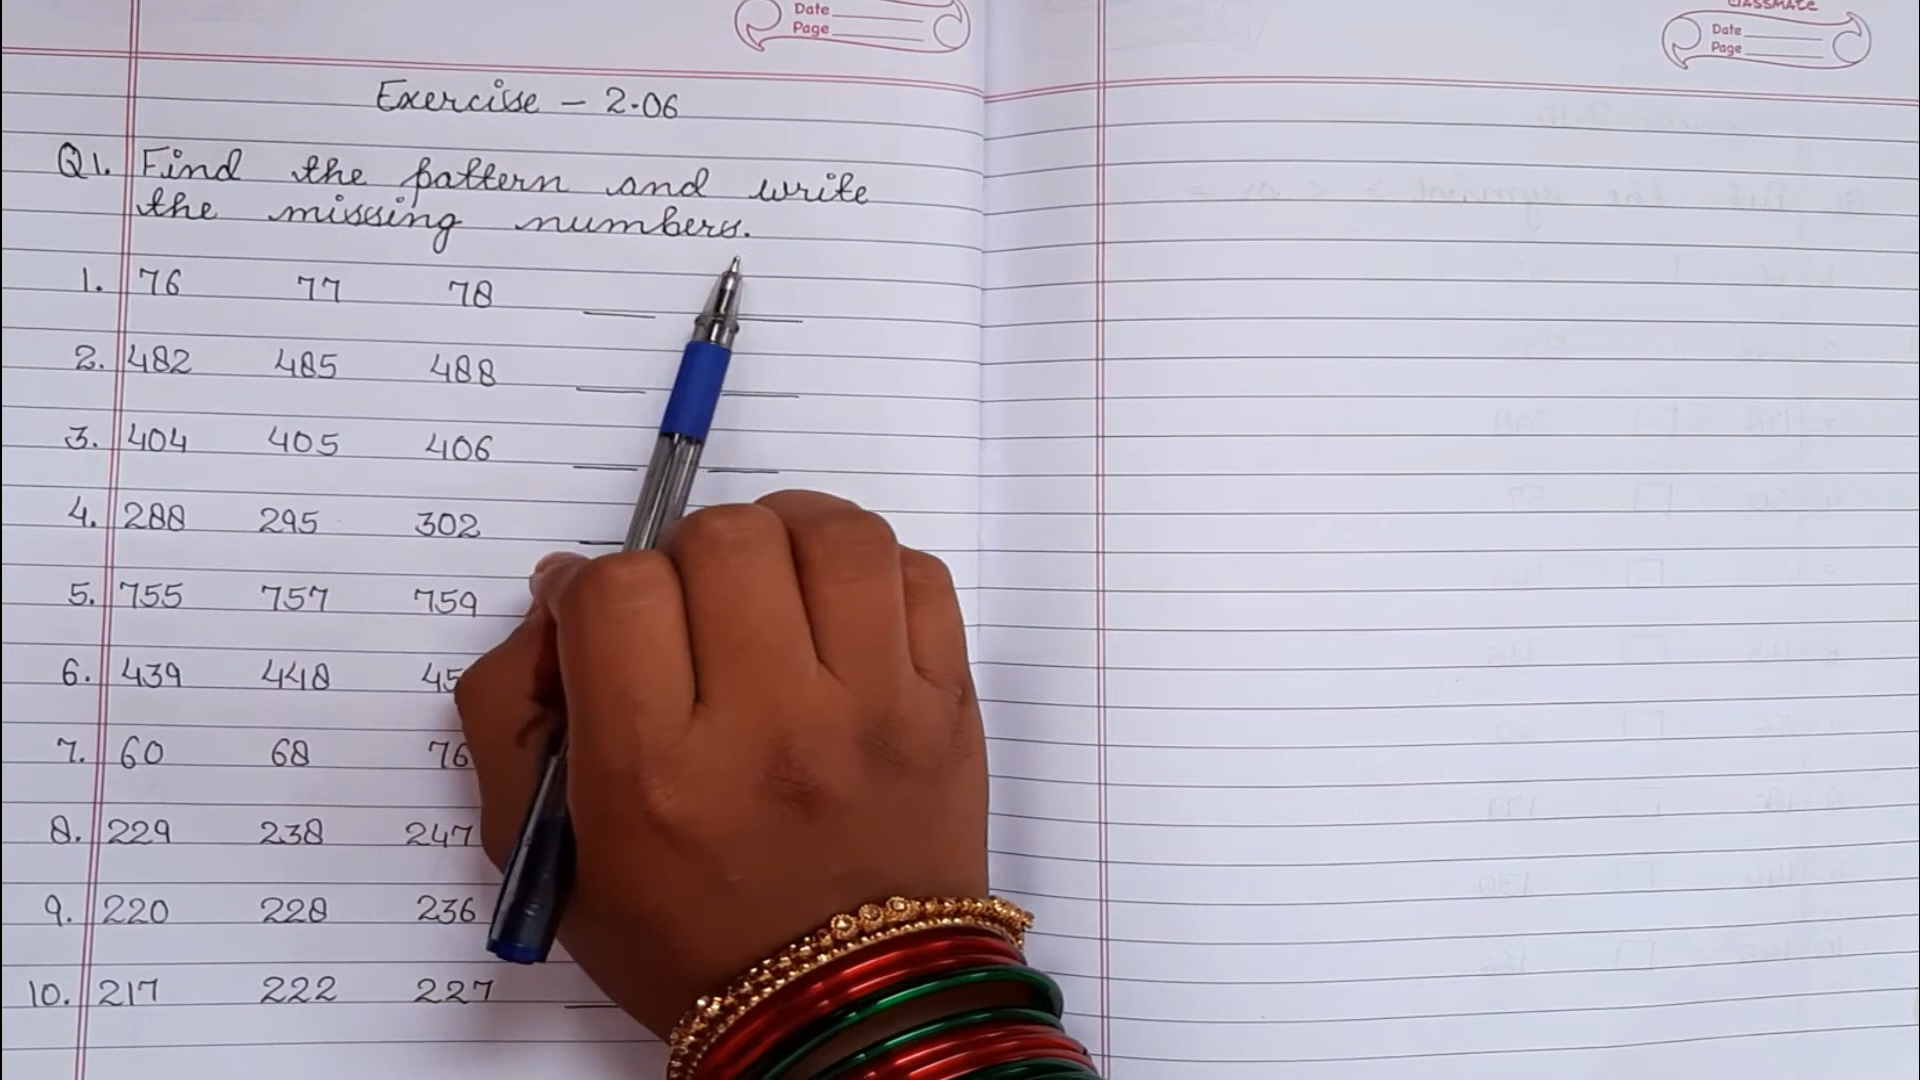 Date
Page
CLASSMATE
Date
Page
Exercise - 2.06
Q1. Find the pattern and write
the missing numbers.
1. 76 77 78
2. 482 485 488
3. 404 405 406
4. 288 295 302
5. 755 757 759
6. 439 448 45
7. 60 68 76
8. 229 238 247
9. 220 228 236
10. 217 222 227